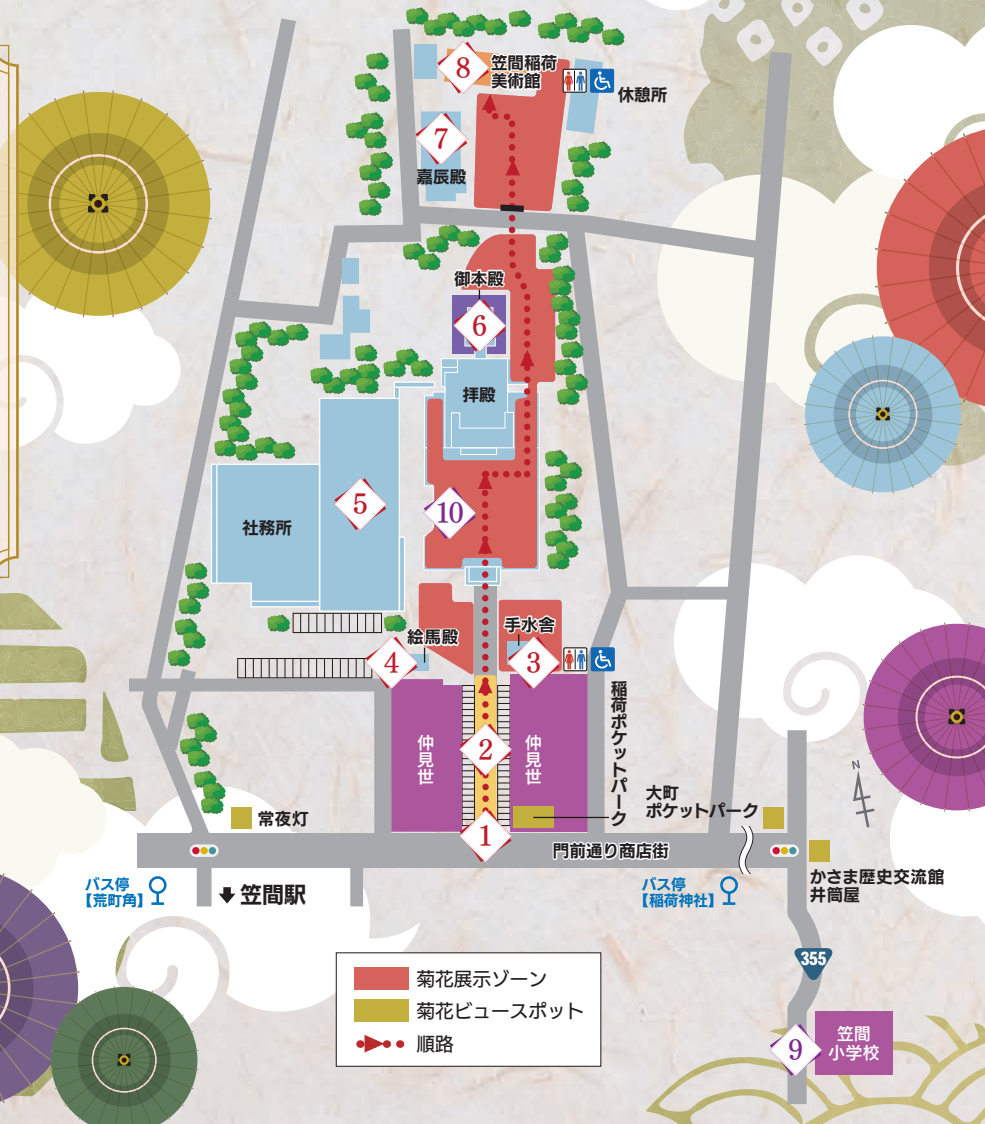 8
笠間稲荷
美術館
休憩所
7
嘉辰殿
御本殿
6
拝殿
5
10
社務所
手水舎
絵馬殿
4
3
稲荷ポケットパーク
仲見世
2
仲見世
大町
ポケットパーク
N
常夜灯
1
門前通り商店街
かさま歴史交流館
井筒屋
バス停
【荒町角】
笠間駅
バス停
【稲荷神社】
355
菊花展示ゾーン
菊花ビュースポット
順路
9
笠間
小学校